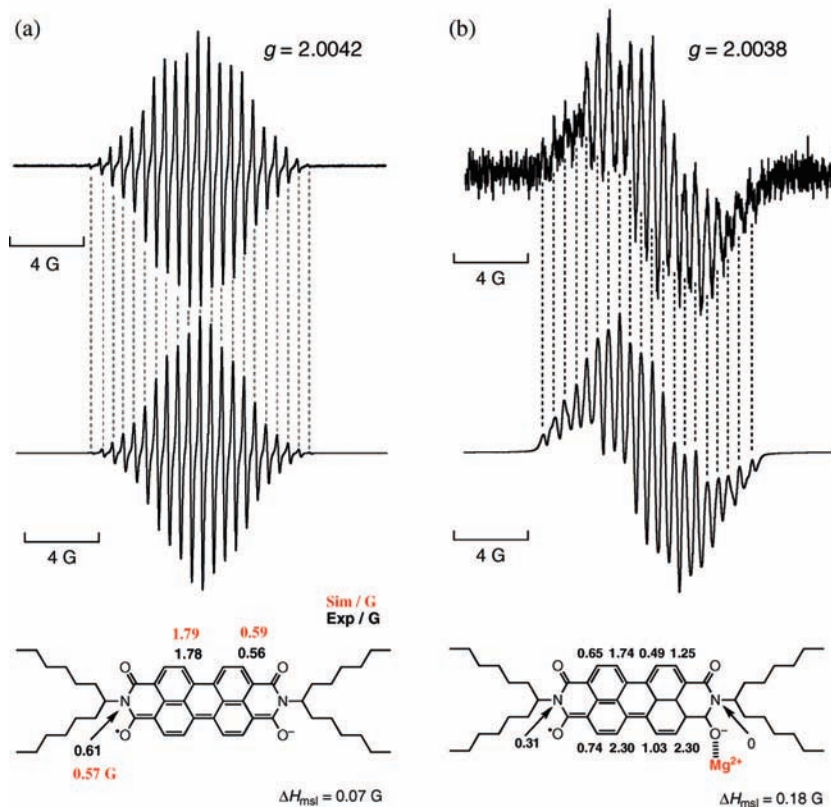 (a)
g = 2.0042
4 G
4 G
Sim / G
Exp / G
1.79 0.59
1.78 0.56
O O
N N
O• O⁻
0.61
0.57 G
ΔHmsl = 0.07 G
(b)
g = 2.0038
4 G
4 G
0.65 1.74 0.49 1.25
O O
N N
O• O⁻
0.31 0
0.74 2.30 1.03 2.30
Mg²⁺
ΔHmsl = 0.18 G